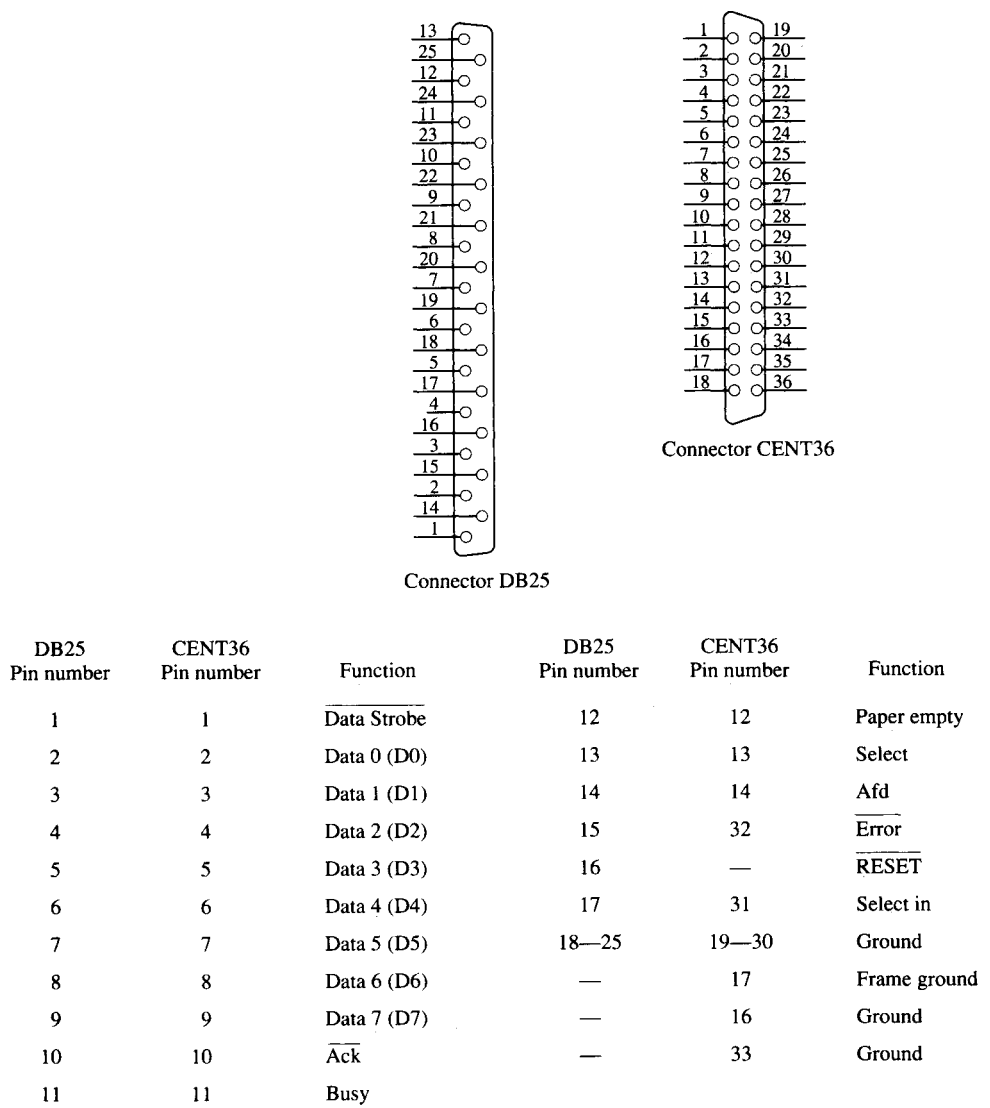 13
25
12
24
11
23
10
22
9
21
8
20
7
19
6
18
5
17
4
16
3
15
2
14
1
Connector DB25
1 19
2 20
3 21
4 22
5 23
6 24
7 25
8 26
9 27
10 28
11 29
12 30
13 31
14 32
15 33
16 34
17 35
18 36
Connector CENT36
DB25 CENT36
Pin number Pin number Function
1 1 Data Strobe
2 2 Data 0 (D0)
3 3 Data 1 (D1)
4 4 Data 2 (D2)
5 5 Data 3 (D3)
6 6 Data 4 (D4)
7 7 Data 5 (D5)
8 8 Data 6 (D6)
9 9 Data 7 (D7)
10 10 Ack
11 11 Busy
DB25 CENT36
Pin number Pin number Function
12 12 Paper empty
13 13 Select
14 14 Afd
15 32 Error
16 — RESET
17 31 Select in
18—25 19—30 Ground
— 17 Frame ground
— 16 Ground
— 33 Ground